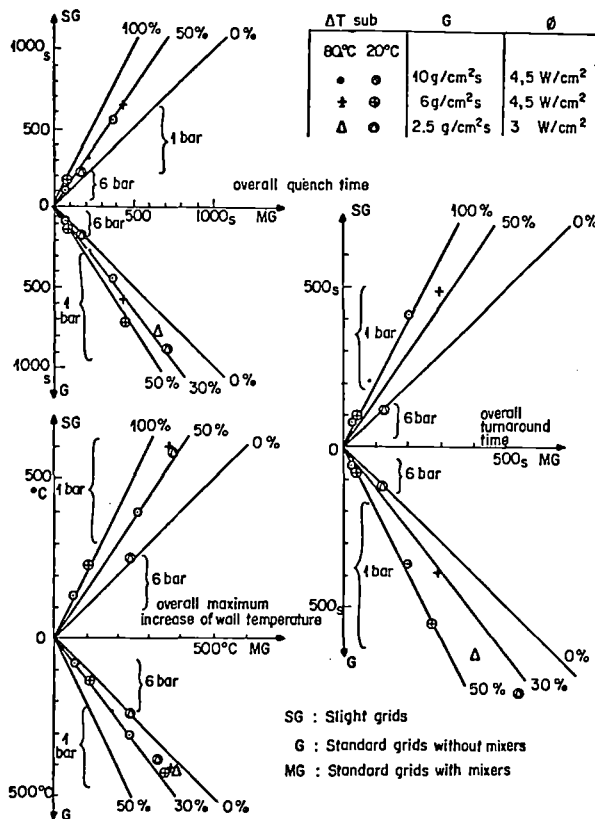 SG
1000 s
100%
50%
0%
500
1 bar
6 bar
overall quench time
0
500
1000s
MG
6 bar
500
1 bar
1000 s
G
50%
30%
0%
ΔT sub
G
Ø
80°C
20°C
10 g/cm²s
4,5 W/cm²
6 g/cm²s
4,5 W/cm²
2.5 g/cm²s
3 W/cm²
SG
100%
50%
0%
500s
1 bar
6 bar
overall turnaround time
0
500s
MG
6 bar
1 bar
500s
G
50%
30%
0%
SG
100%
50%
0%
500 °C
1 bar
6 bar
overall maximum
increase of wall temperature
0
500°C
MG
6 bar
1 bar
500°C
G
50%
30%
0%
SG : Slight grids
G : Standard grids without mixers
MG : Standard grids with mixers